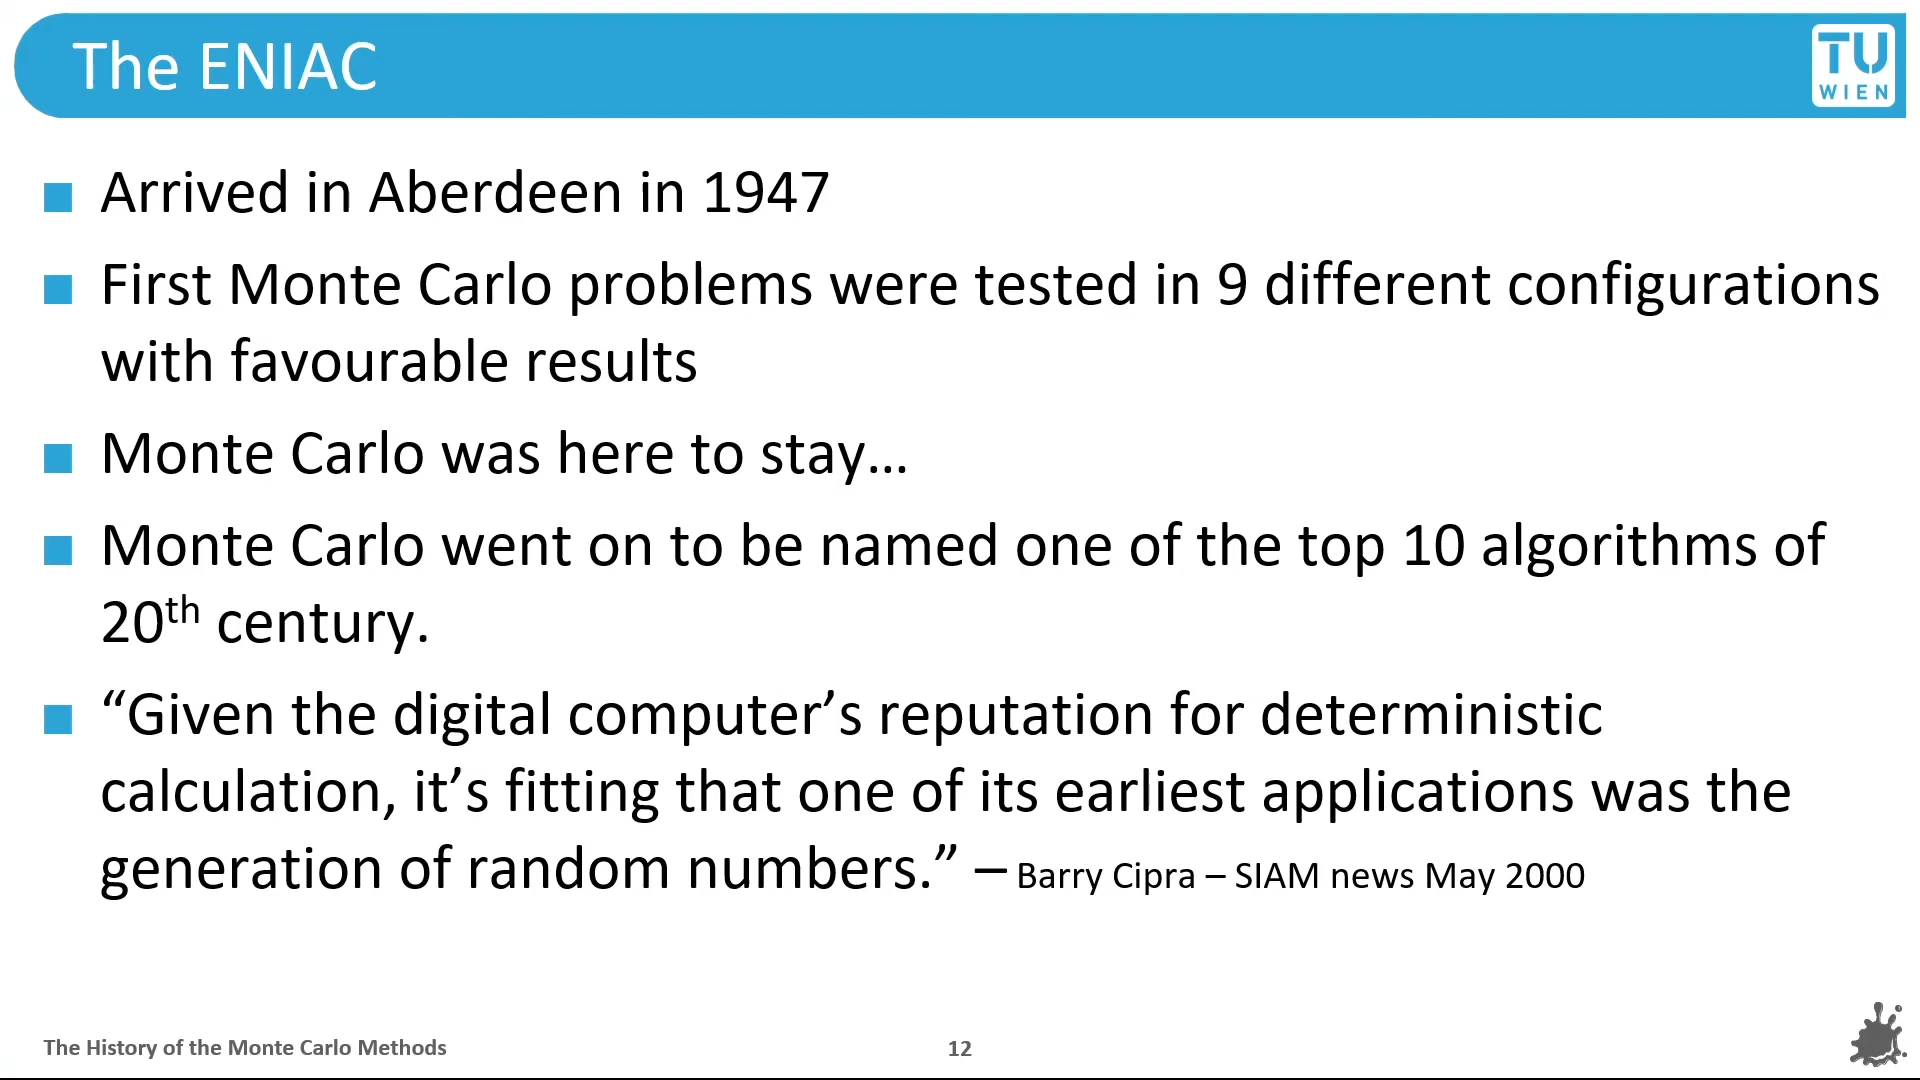 The ENIAC
TU
WIEN
■ Arrived in Aberdeen in 1947
■ First Monte Carlo problems were tested in 9 different configurations
with favourable results
■ Monte Carlo was here to stay…
■ Monte Carlo went on to be named one of the top 10 algorithms of
20th century.
■ “Given the digital computer’s reputation for deterministic
calculation, it’s fitting that one of its earliest applications was the
generation of random numbers.” – Barry Cipra – SIAM news May 2000
The History of the Monte Carlo Methods
12